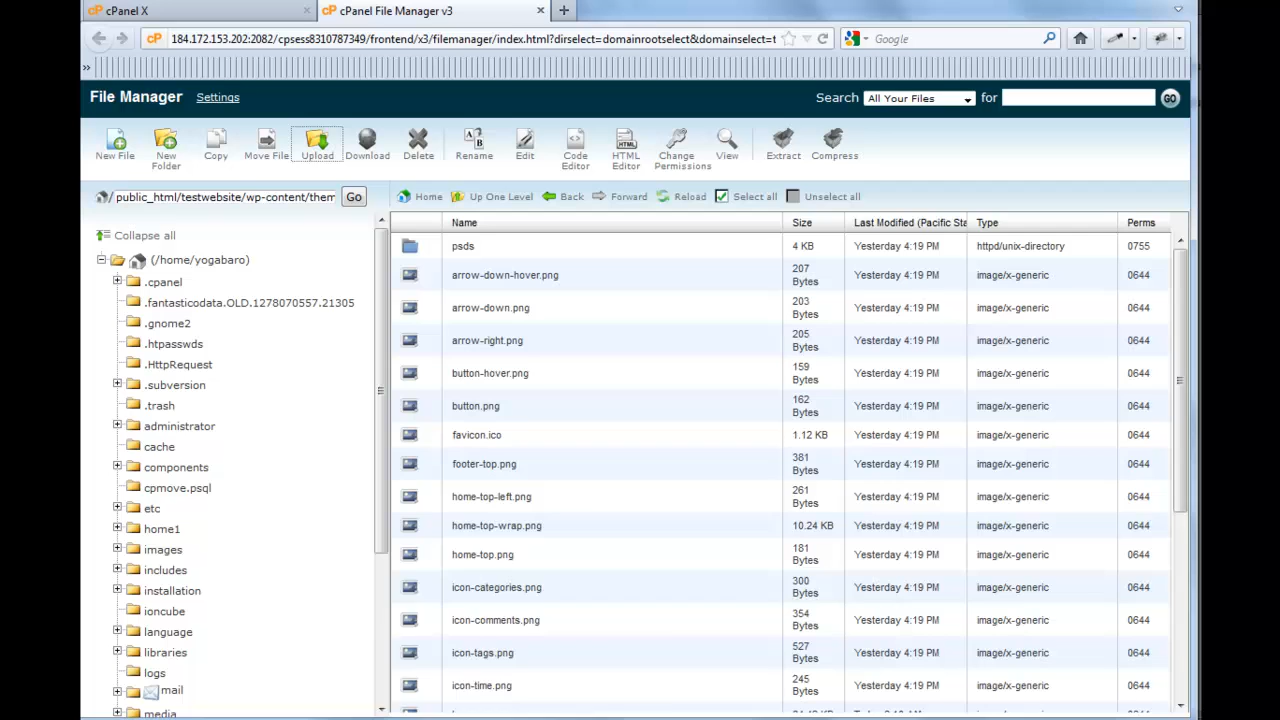 cPanel X
cPanel File Manager v3
184.172.153.202:2082/cpsess8310787349/frontend/x3/filemanager/index.html?dirselect=domainrootselect&domainselect=t
Google
File Manager Settings
Search All Your Files for GO
New File New Folder Copy Move File Upload Download Delete Rename Edit Code Editor HTML Editor Change Permissions View Extract Compress
/ public_html/testwebsite/wp-content/them Go
Home Up One Level Back Forward Reload Select all Unselect all
Collapse all
(/home/yogabaro)
.cpanel
.fantasticodata.OLD.1278070557.21305
.gnome2
.htpasswds
.HttpRequest
.subversion
.trash
administrator
cache
components
cpmove.psql
etc
home1
images
includes
installation
ioncube
language
libraries
logs
mail
media
Name Size Last Modified (Pacific Sta Type Perms
psds 4 KB Yesterday 4:19 PM httpd/unix-directory 0755
arrow-down-hover.png 207 Bytes Yesterday 4:19 PM image/x-generic 0644
arrow-down.png 203 Bytes Yesterday 4:19 PM image/x-generic 0644
arrow-right.png 205 Bytes Yesterday 4:19 PM image/x-generic 0644
button-hover.png 159 Bytes Yesterday 4:19 PM image/x-generic 0644
button.png 162 Bytes Yesterday 4:19 PM image/x-generic 0644
favicon.ico 1.12 KB Yesterday 4:19 PM image/x-generic 0644
footer-top.png 381 Bytes Yesterday 4:19 PM image/x-generic 0644
home-top-left.png 261 Bytes Yesterday 4:19 PM image/x-generic 0644
home-top-wrap.png 10.24 KB Yesterday 4:19 PM image/x-generic 0644
home-top.png 181 Bytes Yesterday 4:19 PM image/x-generic 0644
icon-categories.png 300 Bytes Yesterday 4:19 PM image/x-generic 0644
icon-comments.png 354 Bytes Yesterday 4:19 PM image/x-generic 0644
icon-tags.png 527 Bytes Yesterday 4:19 PM image/x-generic 0644
icon-time.png 245 Bytes Yesterday 4:19 PM image/x-generic 0644